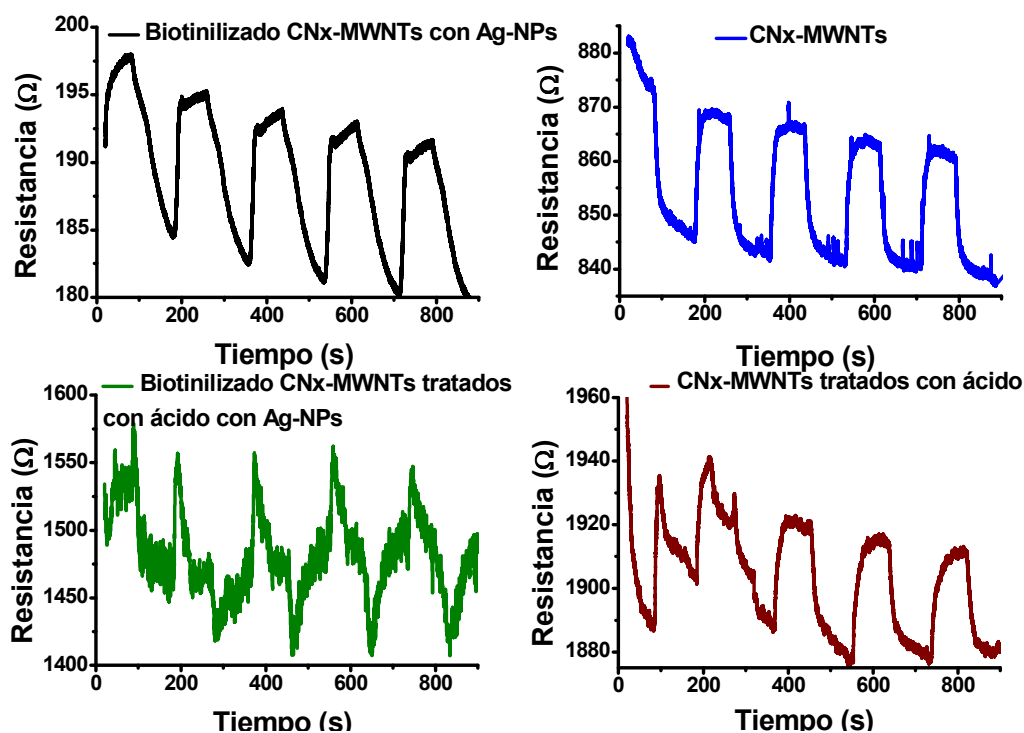 Biotinilizado CNx-MWNTs con Ag-NPs
Resistancia (Ω)
200
195
190
185
180
0 200 400 600 800
Tiempo (s)
CNx-MWNTs
Resistancia (Ω)
880
870
860
850
840
0 200 400 600 800
Tiempo (s)
Biotinilizado CNx-MWNTs tratados
con ácido con Ag-NPs
Resistancia (Ω)
1600
1550
1500
1450
1400
0 200 400 600 800
Tiempo (s)
CNx-MWNTs tratados con ácido
Resistancia (Ω)
1960
1940
1920
1900
1880
0 200 400 600 800
Tiempo (s)